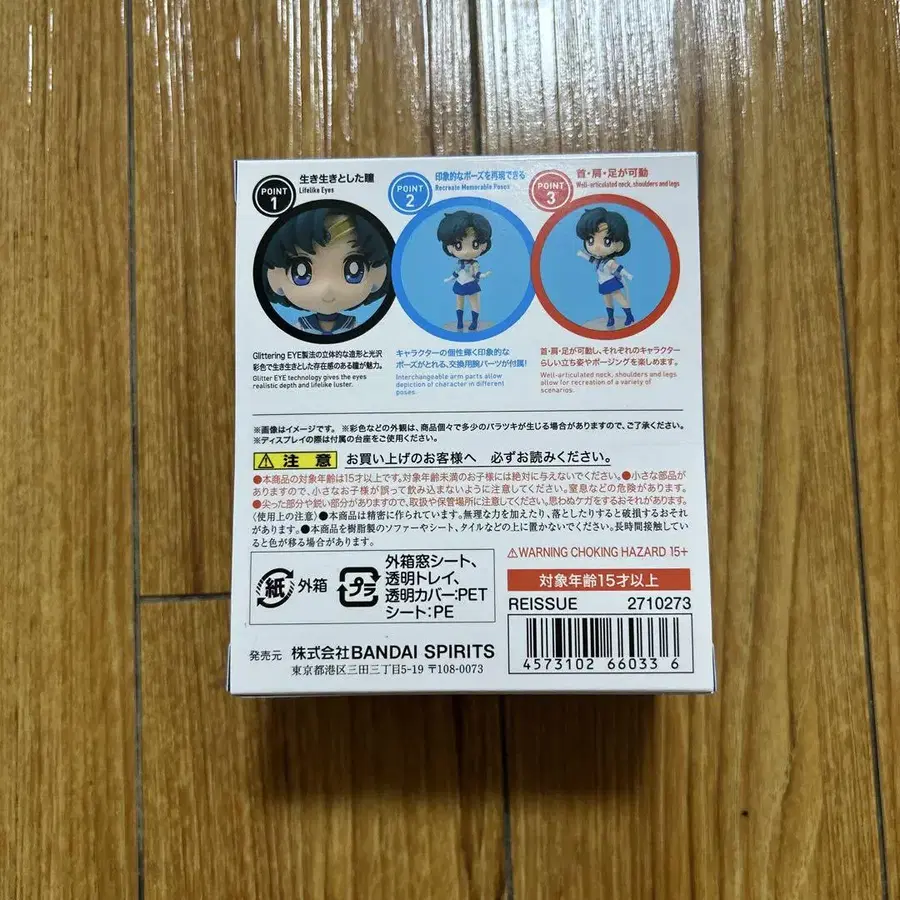 POINT
1
生き生きとした瞳
Lifelike Eyes
POINT
2
印象的なポーズを再現できる
Recreate Memorable Poses
POINT
3
首・肩・足が可動
Well-articulated neck, shoulders and legs
Glittering EYE製法の立体的な造形と光沢
彩色で生き生きとした存在感のある瞳が魅力。
Glitter EYE technology gives the eyes
realistic depth and lifelike luster.
キャラクターの個性輝く印象的な
ポーズがとれる、交換用腕パーツが付属!
Interchangeable arm parts allow
depiction of character in different
poses.
首・肩・足が可動し、それぞれのキャラクター
らしい立ち姿やポージングを楽しめます。
Well-articulated neck, shoulders and legs
allow for recreation of a variety of
scenarios.
※画像はイメージです。 ※彩色などの外観は、商品個々で多少のバラツキが生じる場合がありますので、ご了承ください。
※ディスプレイの際は付属の台座をご使用ください。
注意 お買い上げのお客様へ 必ずお読みください。
●本商品の対象年齢は15才以上です。対象年齢未満のお子様には絶対に与えないでください。●小さな部品が
ありますので、小さなお子様が誤って飲み込まないように注意してください。窒息などの危険があります。
●尖った部分や鋭い部分がありますので、取扱や保管場所に注意してください。思わぬケガをするおそれがあります。
〈使用上の注意〉●本商品は精密に作られています。無理な力を加えたり、落としたりすると破損するおそれ
があります。●本商品を樹脂製のソファーやシート、タイルなどの上に置かないでください。長時間接触してい
ると色が移る場合があります。
紙 外箱
プラ
外箱窓シート、
透明トレイ、
透明カバー:PET
シート:PE
⚠WARNING CHOKING HAZARD 15+
対象年齢15才以上
REISSUE 2710273
4573102 66033 6
発売元 株式会社BANDAI SPIRITS
東京都港区三田三丁目5-19 〒108-0073